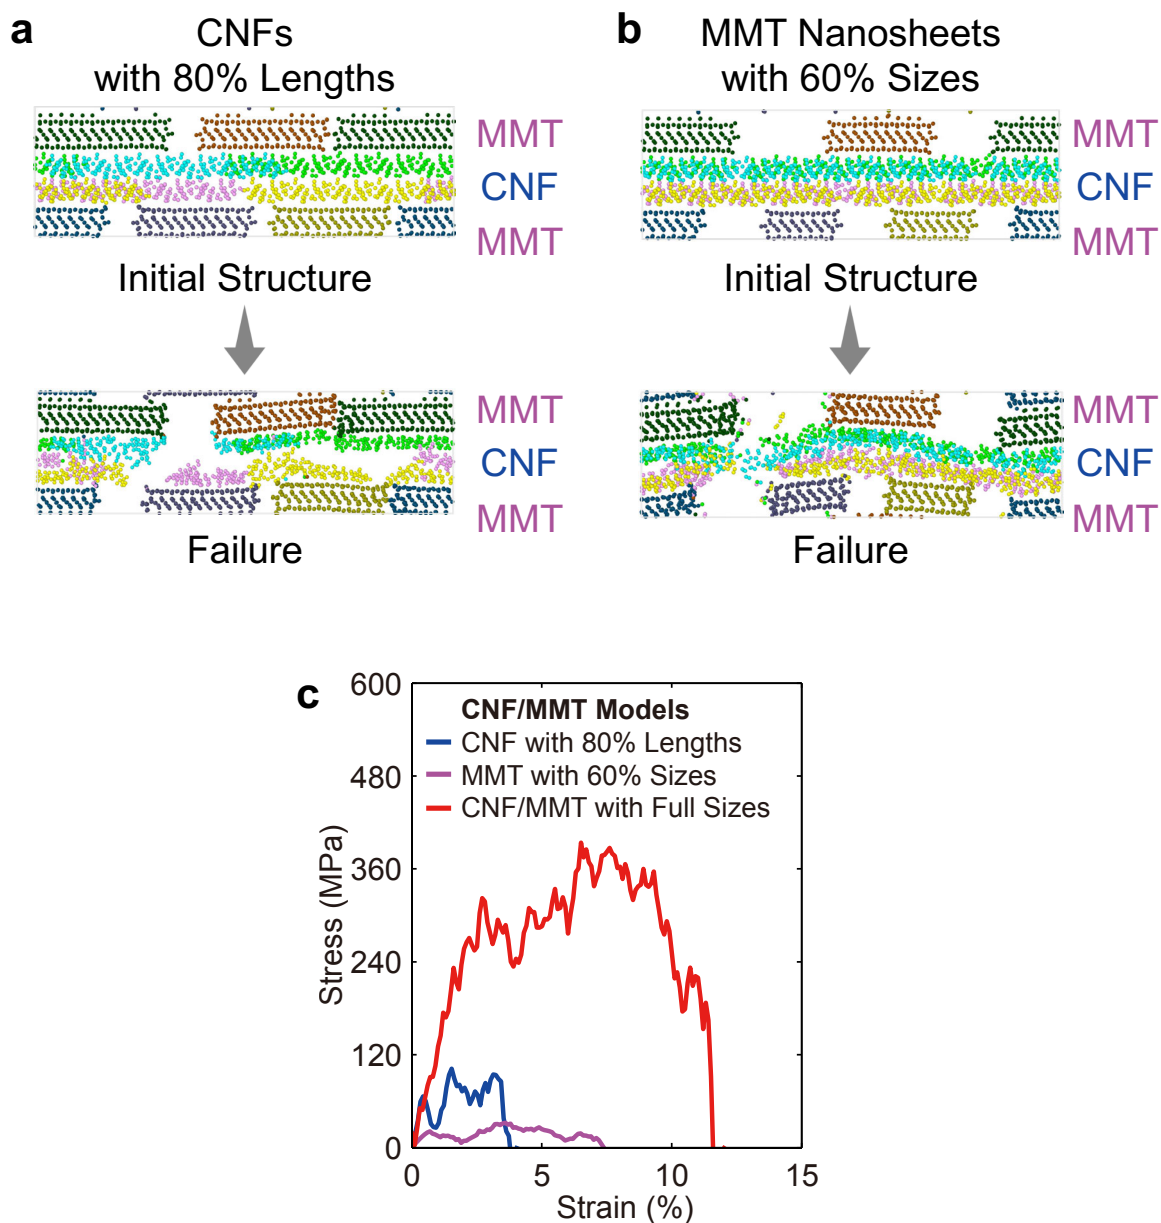 a
CNFs
with 80% Lengths
MMT
CNF
MMT
Initial Structure
MMT
CNF
MMT
Failure
b
MMT Nanosheets
with 60% Sizes
MMT
CNF
MMT
Initial Structure
MMT
CNF
MMT
Failure
c
CNF/MMT Models
CNF with 80% Lengths
MMT with 60% Sizes
CNF/MMT with Full Sizes
Stress (MPa)
600
480
360
240
120
0
0 5 10 15
Strain (%)